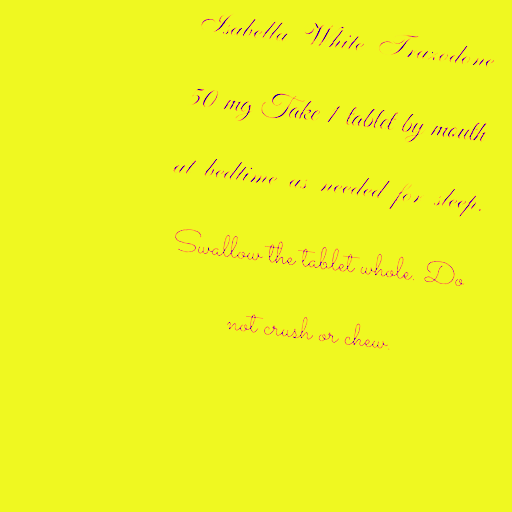 Isabella White Trazodone
50 mg Take 1 tablet by mouth
at bedtime as needed for sleep.
Swallow the tablet whole. Do
not crush or chew.